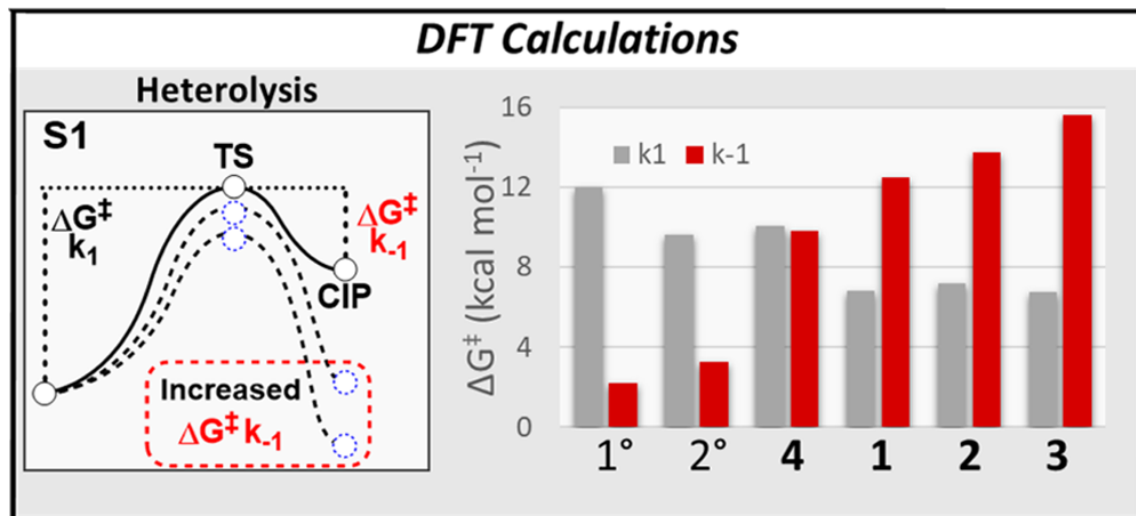 DFT Calculations
Heterolysis
S1
TS
ΔG‡
k1
ΔG‡
k-1
CIP
Increased
ΔG‡ k-1
ΔG‡ (kcal mol-1)
16
12
8
4
0
k1 k-1
1° 2° 4 1 2 3